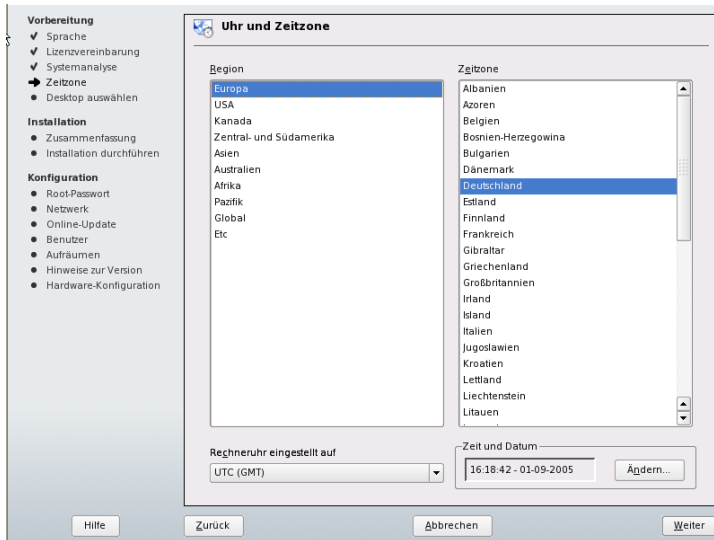 Vorbereitung
Sprache
Lizenzvereinbarung
Systemanalyse
Zeitzone
Desktop auswählen
Installation
Zusammenfassung
Installation durchführen
Konfiguration
Root-Passwort
Netzwerk
Online-Update
Benutzer
Aufräumen
Hinweise zur Version
Hardware-Konfiguration
Uhr und Zeitzone
Region
Europa
USA
Kanada
Zentral- und Südamerika
Asien
Australien
Afrika
Pazifik
Global
Etc
Zeitzone
Albanien
Azoren
Belgien
Bosnien-Herzegowina
Bulgarien
Dänemark
Deutschland
Estland
Finnland
Frankreich
Gibraltar
Griechenland
Großbritannien
Irland
Island
Italien
Jugoslawien
Kroatien
Lettland
Liechtenstein
Litauen
Rechneruhr eingestellt auf
UTC (GMT)
Zeit und Datum
16:18:42 - 01-09-2005
Ändern...
Hilfe
Zurück
Abbrechen
Weiter